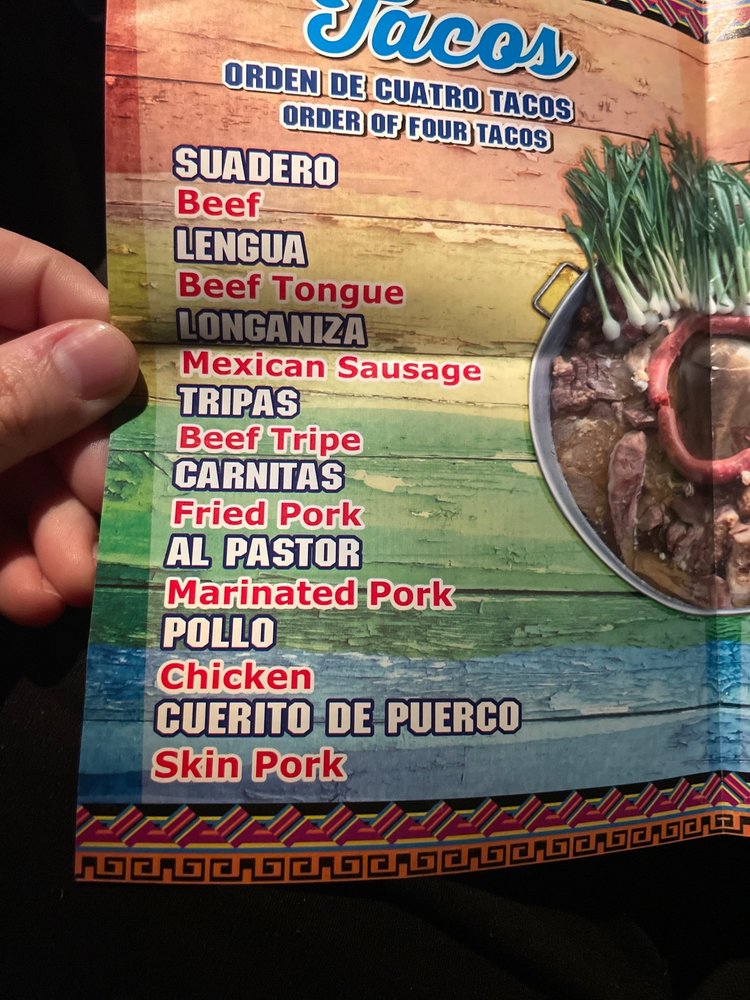 Tacos
ORDEN DE CUATRO TACOS
ORDER OF FOUR TACOS
SUADERO
Beef
LENGUA
Beef Tongue
LONGANIZA
Mexican Sausage
TRIPAS
Beef Tripe
CARNITAS
Fried Pork
AL PASTOR
Marinated Pork
POLLO
Chicken
CUERITO DE PUERCO
Skin Pork